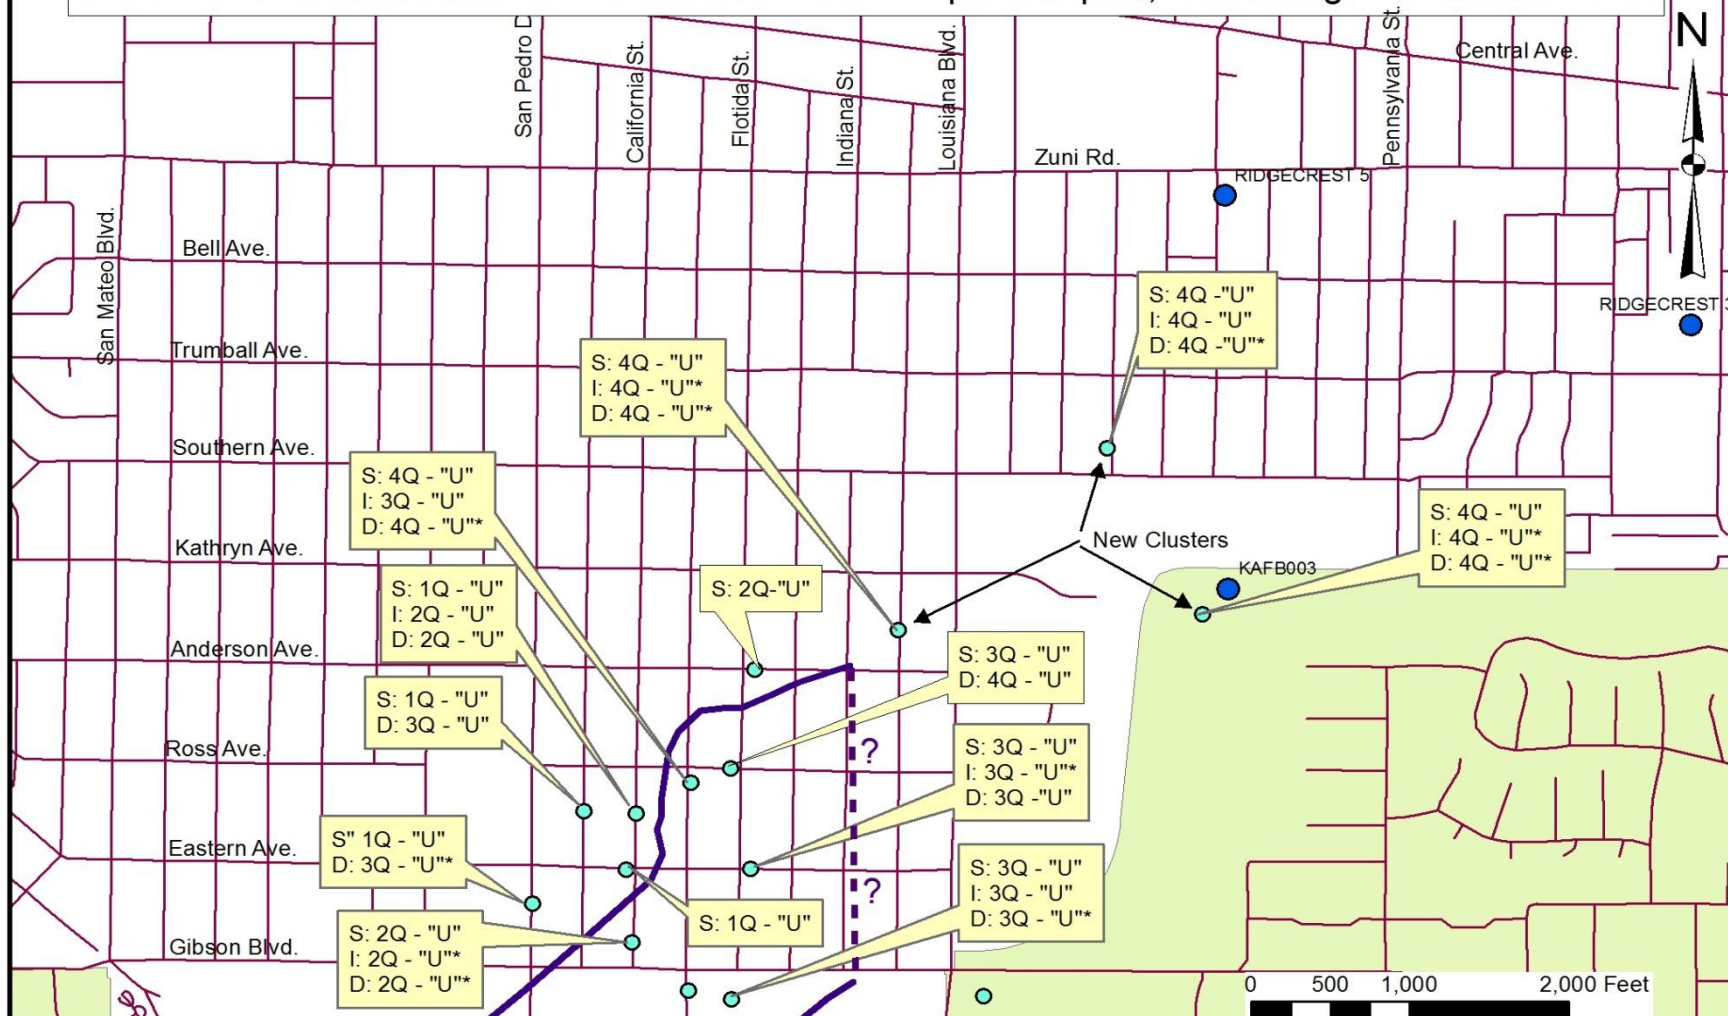 N
San Pedro D
California St.
Flotida St.
Indiana St.
Louisiana Blvd.
Pennsylvania St.
Central Ave.
Zuni Rd.
RIDGECREST 5
San Mateo Blvd.
Bell Ave.
S: 4Q -"U"
I: 4Q - "U"
D: 4Q -"U"*
RIDGECREST 3
Trumball Ave.
S: 4Q - "U"
I: 4Q - "U"*
D: 4Q - "U"*
Southern Ave.
S: 4Q - "U"
I: 3Q - "U"
D: 4Q - "U"*
S: 4Q - "U"
I: 4Q - "U"*
D: 4Q - "U"*
New Clusters
Kathryn Ave.
KAFB003
S: 1Q - "U"
I: 2Q - "U"
D: 2Q - "U"
S: 2Q-"U"
Anderson Ave.
S: 3Q - "U"
D: 4Q - "U"
S: 1Q - "U"
D: 3Q - "U"
Ross Ave.
?
S: 3Q - "U"
I: 3Q - "U"*
D: 3Q -"U"
Eastern Ave.
S" 1Q - "U"
D: 3Q - "U"*
?
S: 3Q - "U"
I: 3Q - "U"
D: 3Q - "U"*
S: 1Q - "U"
Gibson Blvd.
S: 2Q - "U"
I: 2Q - "U"*
D: 2Q - "U"*
0 500 1,000 2,000 Feet